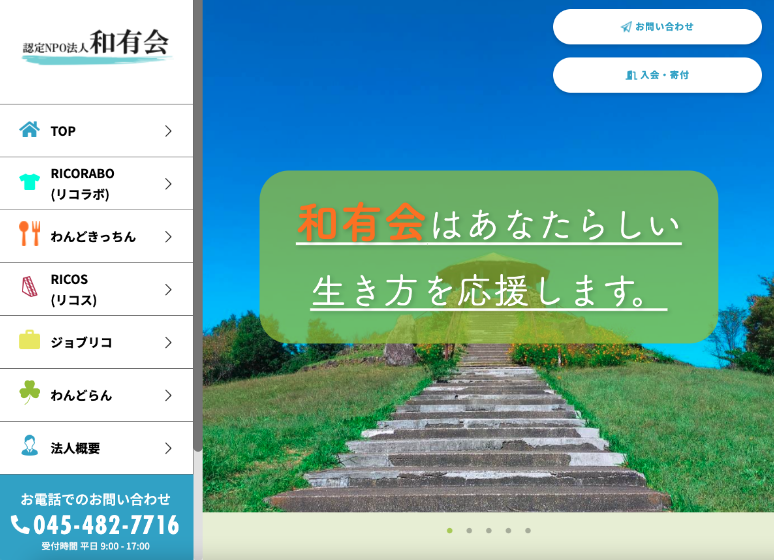 認定NPO法人和有会
TOP
RICORABO
(リコラボ)
わんどきっちん
RICOS
(リコス)
ジョブリコ
わんどらん
法人概要
お電話でのお問い合わせ
045-482-7716
受付時間 平日 9:00 - 17:00
お問い合わせ
入会・寄付
和有会はあなたらしい
生き方を応援します。